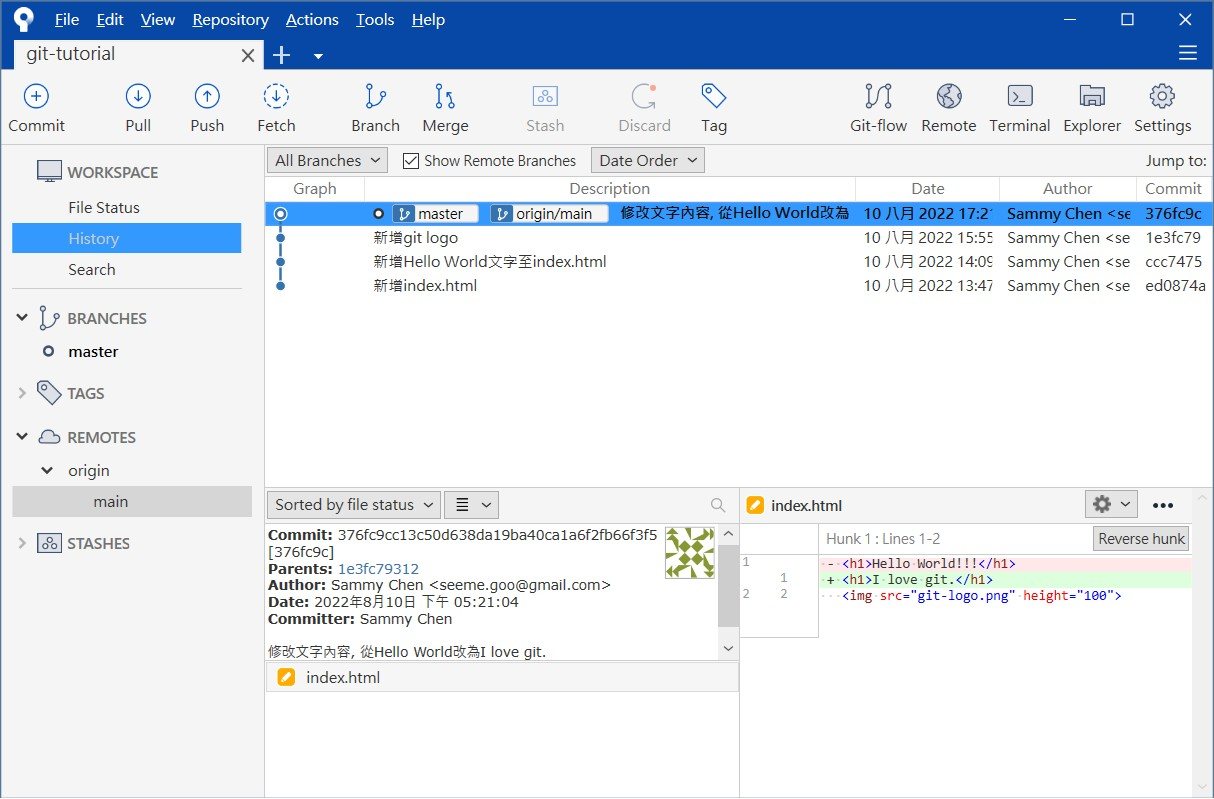 File Edit View Repository Actions Tools Help
git-tutorial
Commit Pull Push Fetch Branch Merge Stash Discard Tag Git-flow Remote Terminal Explorer Settings
WORKSPACE
File Status
History
Search
BRANCHES
master
TAGS
REMOTES
origin
main
STASHES
All Branches Show Remote Branches Date Order Jump to:
Graph Description Date Author Commit
master origin/main 修改文字內容, 從Hello World改為 10 八月 2022 17:21 Sammy Chen <se 376fc9c
新增git logo 10 八月 2022 15:55 Sammy Chen <se 1e3fc79
新增Hello World文字至index.html 10 八月 2022 14:09 Sammy Chen <se ccc7475
新增index.html 10 八月 2022 13:47 Sammy Chen <se ed0874a
Sorted by file status
Commit: 376fc9cc13c50d638da19ba40ca1a6f2fb66f3f5
[376fc9c]
Parents: 1e3fc79312
Author: Sammy Chen <seeme.goo@gmail.com>
Date: 2022年8月10日 下午 05:21:04
Committer: Sammy Chen
修改文字內容, 從Hello World改為I love git.
index.html
index.html
Hunk 1 : Lines 1-2 Reverse hunk
1 - <h1>Hello World!!!</h1>
1 + <h1>I love git.</h1>
2 2 <img src="git-logo.png" height="100">